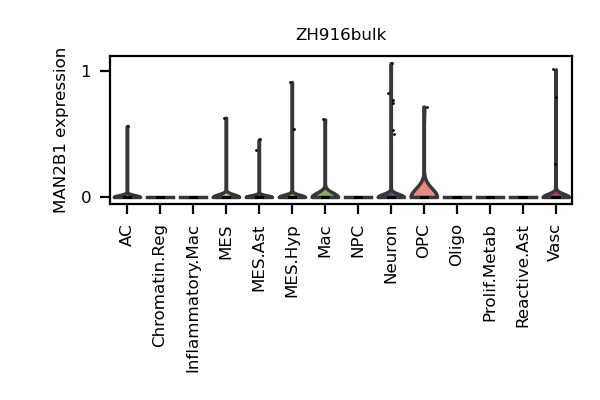 ZH916bulk
MAN2B1 expression
1
0
AC
Chromatin.Reg
Inflammatory.Mac
MES
MES.Ast
MES.Hyp
Mac
NPC
Neuron
OPC
Oligo
Prolif.Metab
Reactive.Ast
Vasc